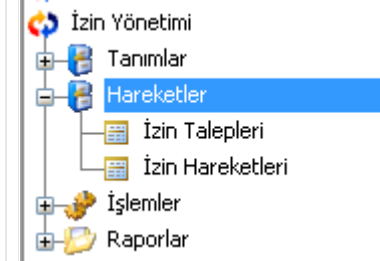 İzin Yönetimi
Tanımlar
Hareketler
İzin Talepleri
İzin Hareketleri
İşlemler
Raporlar